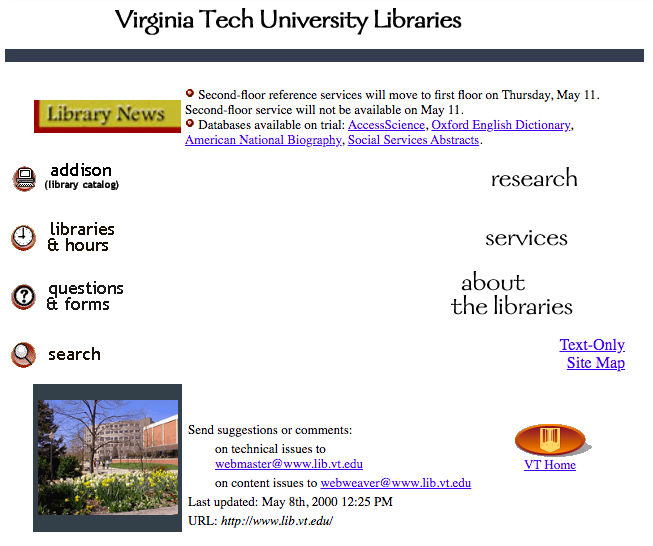 Virginia Tech University Libraries
Library News
Second-floor reference services will move to first floor on Thursday, May 11.
Second-floor service will not be available on May 11.
Databases available on trial: AccessScience, Oxford English Dictionary,
American National Biography, Social Services Abstracts.
addison
(library catalog)
research
libraries
& hours
services
questions
& forms
about
the libraries
search
Text-Only
Site Map
Send suggestions or comments:
on technical issues to
webmaster@www.lib.vt.edu
on content issues to webweaver@www.lib.vt.edu
Last updated: May 8th, 2000 12:25 PM
URL: http://www.lib.vt.edu/
VT Home